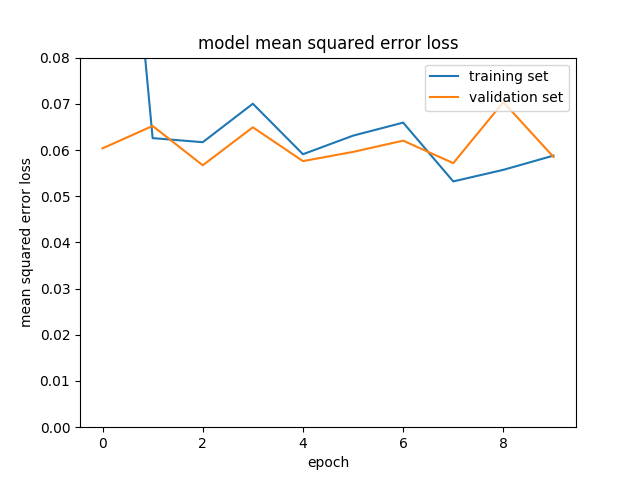 model mean squared error loss
0.08
0.07
0.06
0.05
0.04
0.03
0.02
0.01
0.00
mean squared error loss
training set
validation set
0
2
4
6
8
epoch